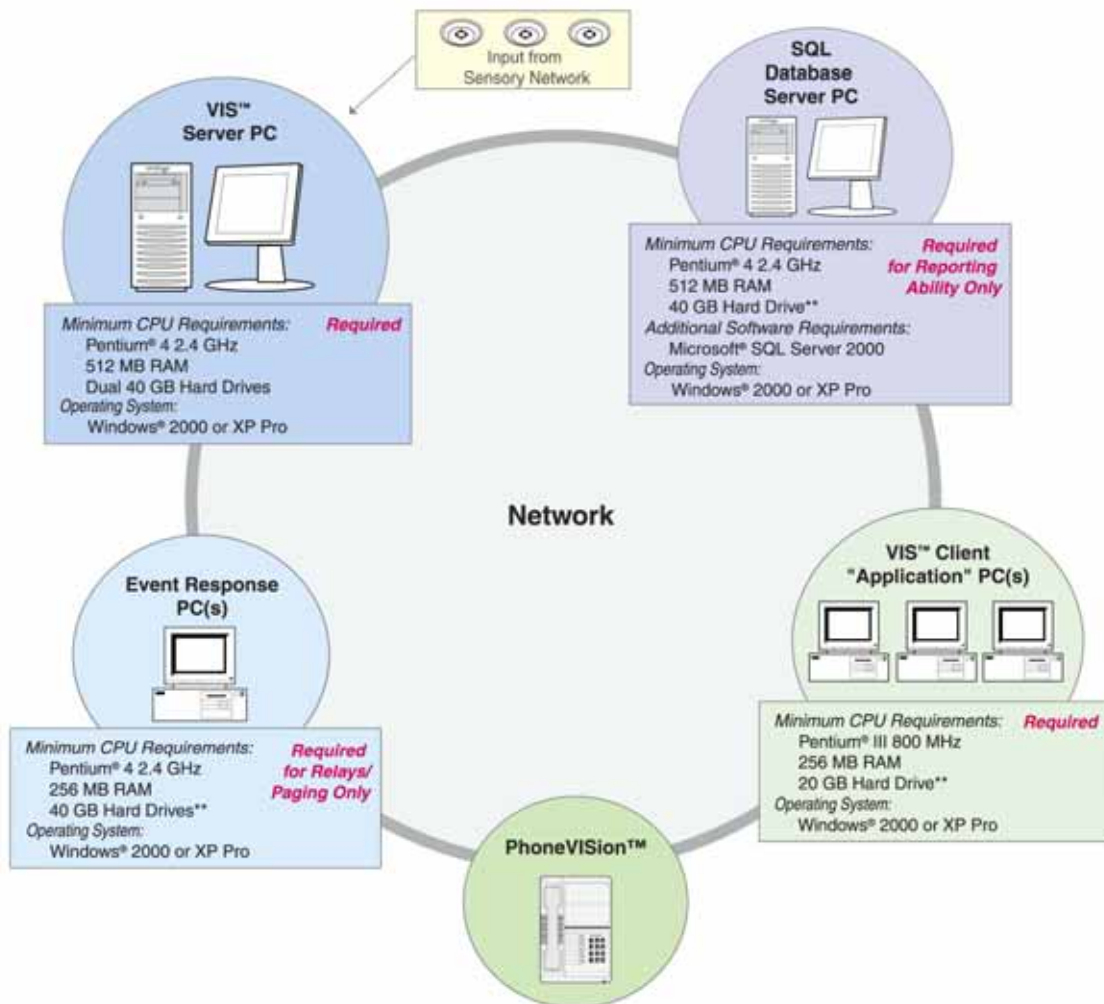 Input from
Sensory Network
VIS™
Server PC
Minimum CPU Requirements: Required
Pentium® 4 2.4 GHz
512 MB RAM
Dual 40 GB Hard Drives
Operating System:
Windows® 2000 or XP Pro
SQL
Database
Server PC
Minimum CPU Requirements: Required
Pentium® 4 2.4 GHz for Reporting
512 MB RAM Ability Only
40 GB Hard Drive**
Additional Software Requirements:
Microsoft® SQL Server 2000
Operating System:
Windows® 2000 or XP Pro
Network
Event Response
PC(s)
Minimum CPU Requirements: Required
Pentium® 4 2.4 GHz for Relays/
256 MB RAM Paging Only
40 GB Hard Drives**
Operating System:
Windows® 2000 or XP Pro
VIS™ Client
"Application" PC(s)
Minimum CPU Requirements: Required
Pentium® III 800 MHz
256 MB RAM
20 GB Hard Drive**
Operating System:
Windows® 2000 or XP Pro
PhoneVISion™